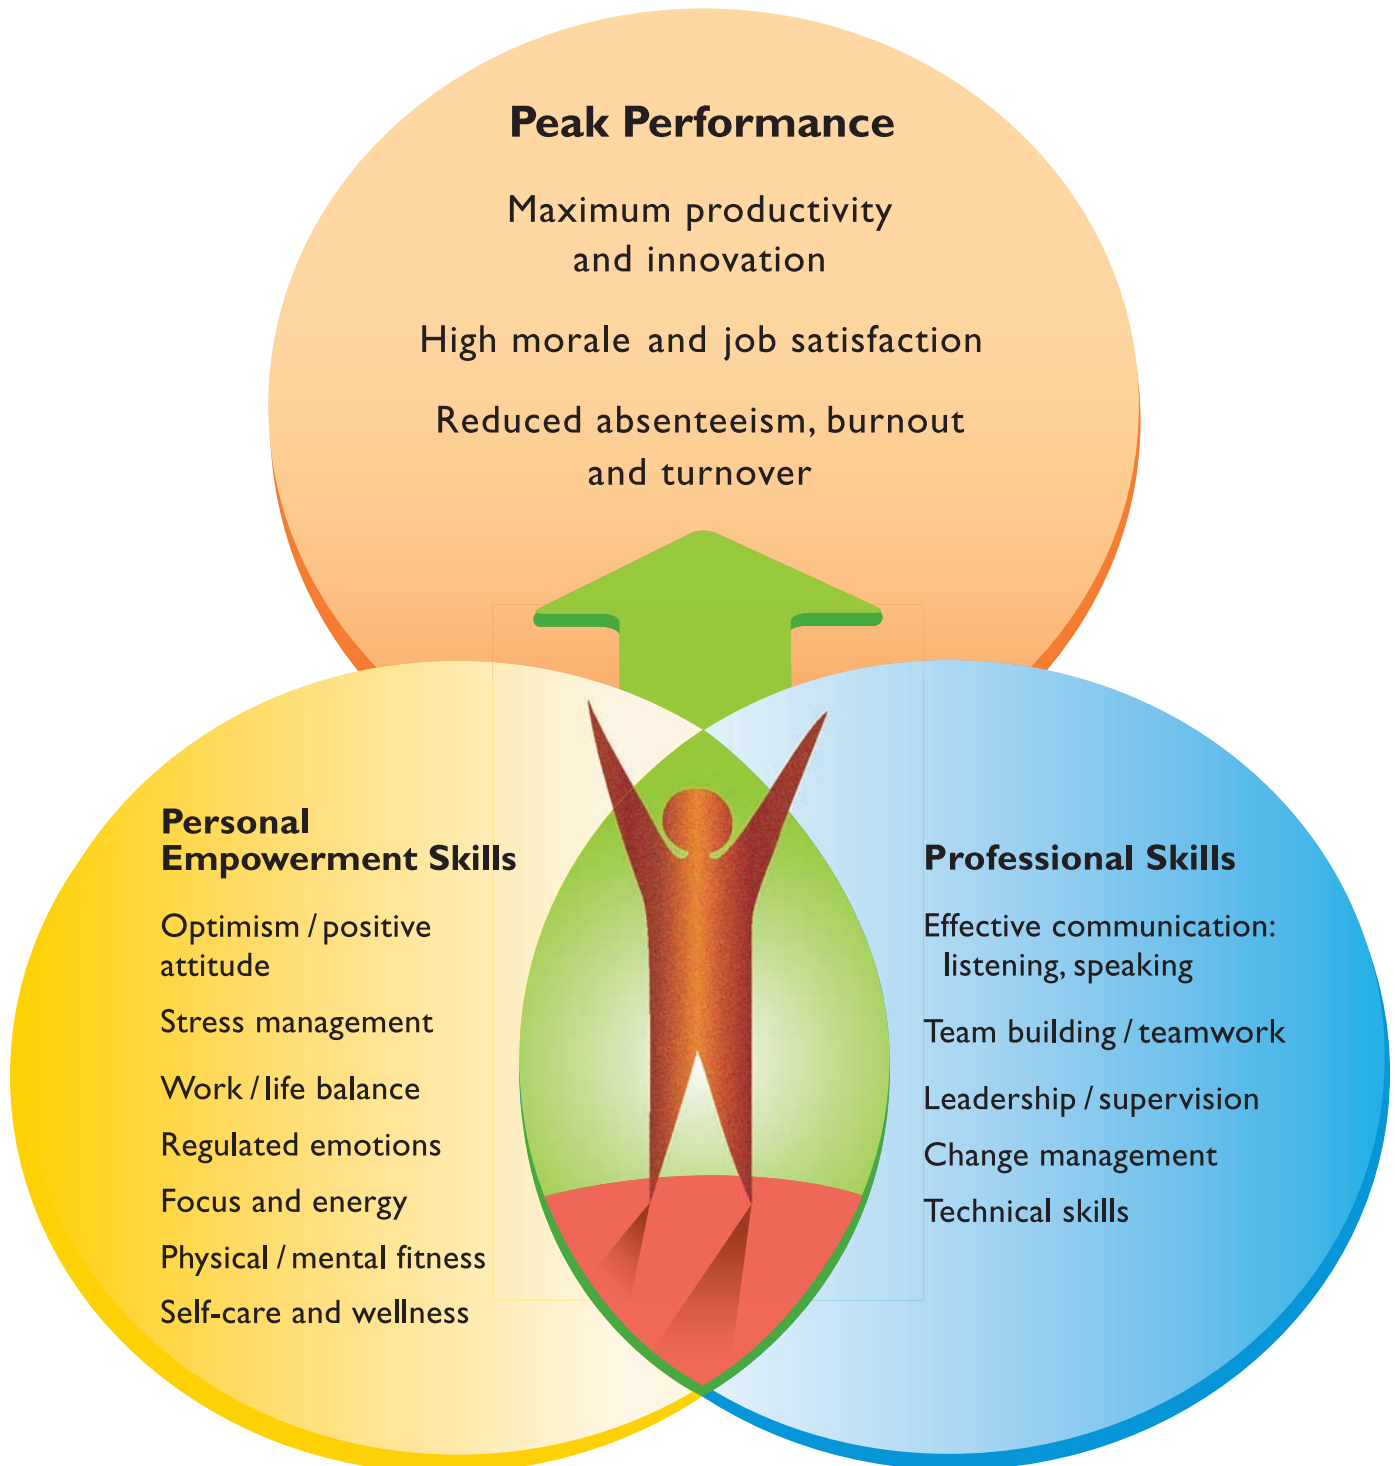 Peak Performance
Maximum productivity
and innovation
High morale and job satisfaction
Reduced absenteeism, burnout
and turnover
Personal
Empowerment Skills
Optimism / positive
attitude
Stress management
Work / life balance
Regulated emotions
Focus and energy
Physical / mental fitness
Self-care and wellness
Professional Skills
Effective communication:
listening, speaking
Team building / teamwork
Leadership / supervision
Change management
Technical skills